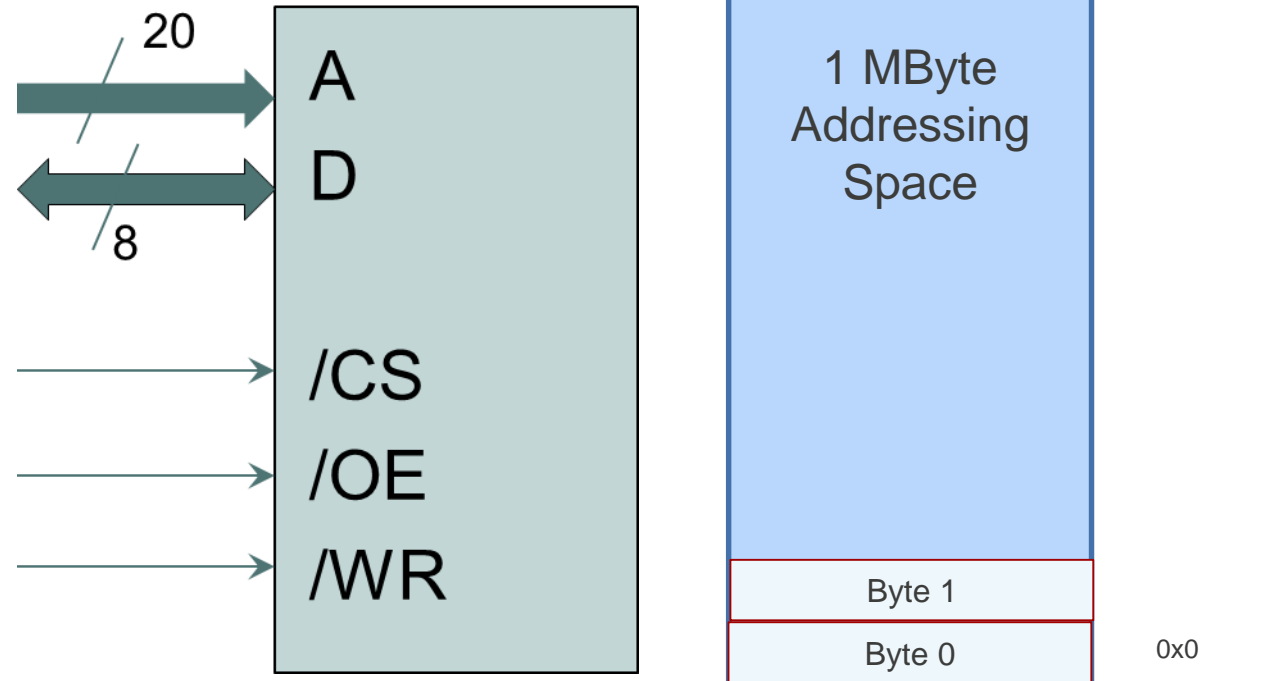 20
A
D
8
/CS
/OE
/WR
1 MByte
Addressing
Space
Byte 1
Byte 0
0x0